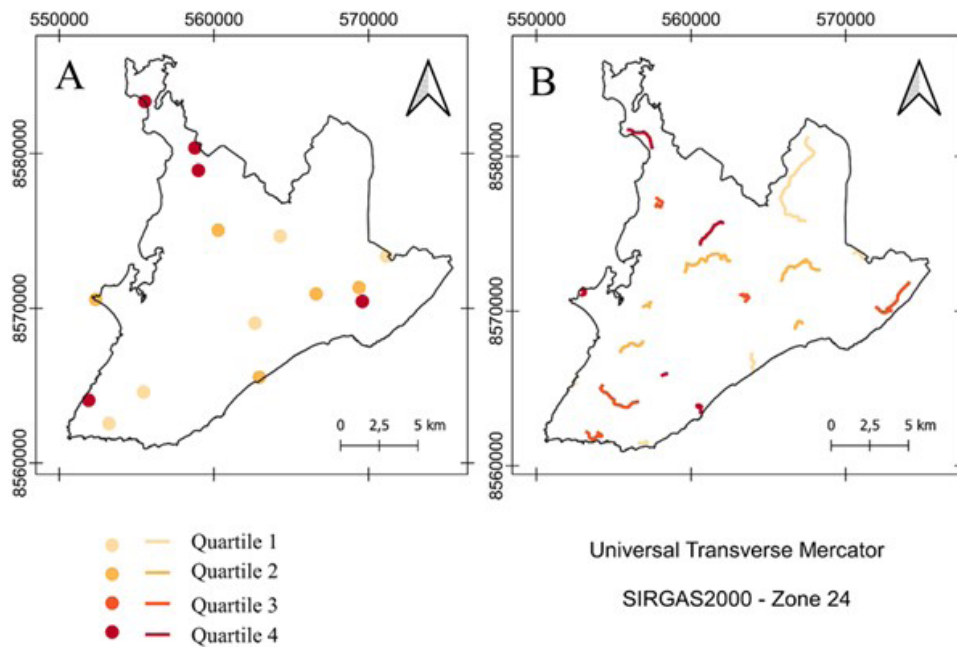 550000 560000 570000 550000 560000 570000
A B
8580000 8580000
8570000 8570000
8560000 8560000
0 2,5 5 km 0 2,5 5 km
Quartile 1
Quartile 2
Quartile 3
Quartile 4
Universal Transverse Mercator
SIRGAS2000 - Zone 24